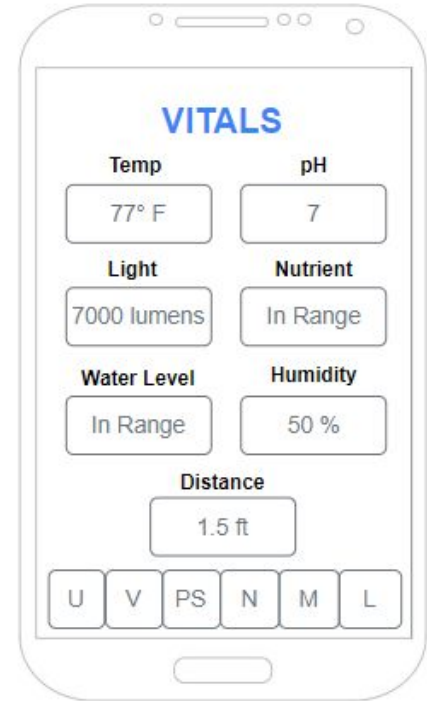 VITALS
Temp pH
77° F 7
Light Nutrient
7000 lumens In Range
Water Level Humidity
In Range 50 %
Distance
1.5 ft
U V PS N M L